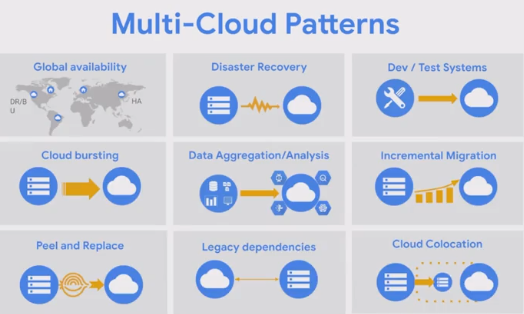 Multi-Cloud Patterns
Global availability
DR/B
U
HA
Disaster Recovery
Dev / Test Systems
Cloud bursting
Data Aggregation/Analysis
Incremental Migration
Peel and Replace
Legacy dependencies
Cloud Colocation